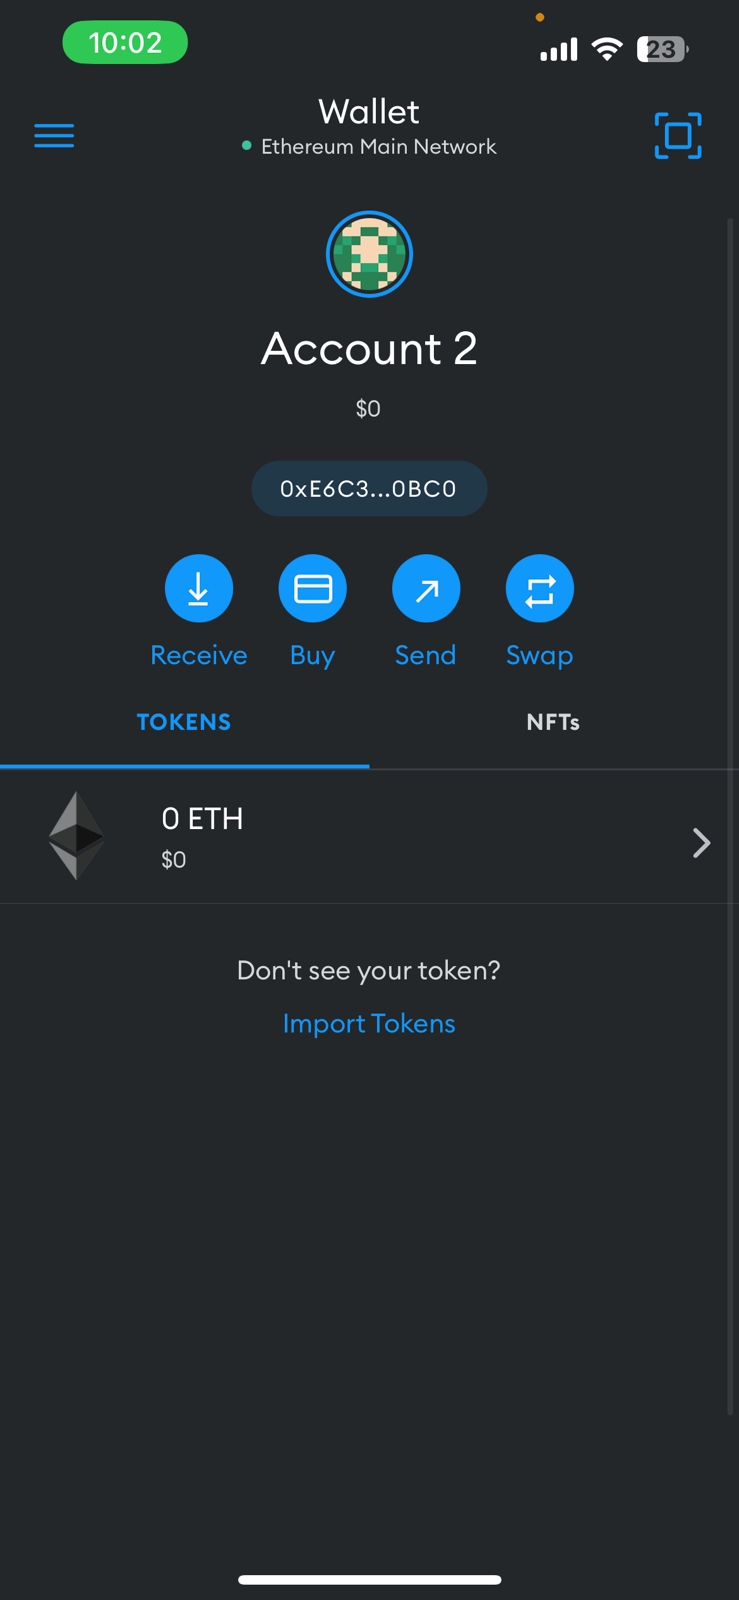 10:02
23
Wallet
Ethereum Main Network
Account 2
$0
0xE6C3...0BC0
Receive Buy Send Swap
TOKENS NFTs
0 ETH
$0
Don't see your token?
Import Tokens